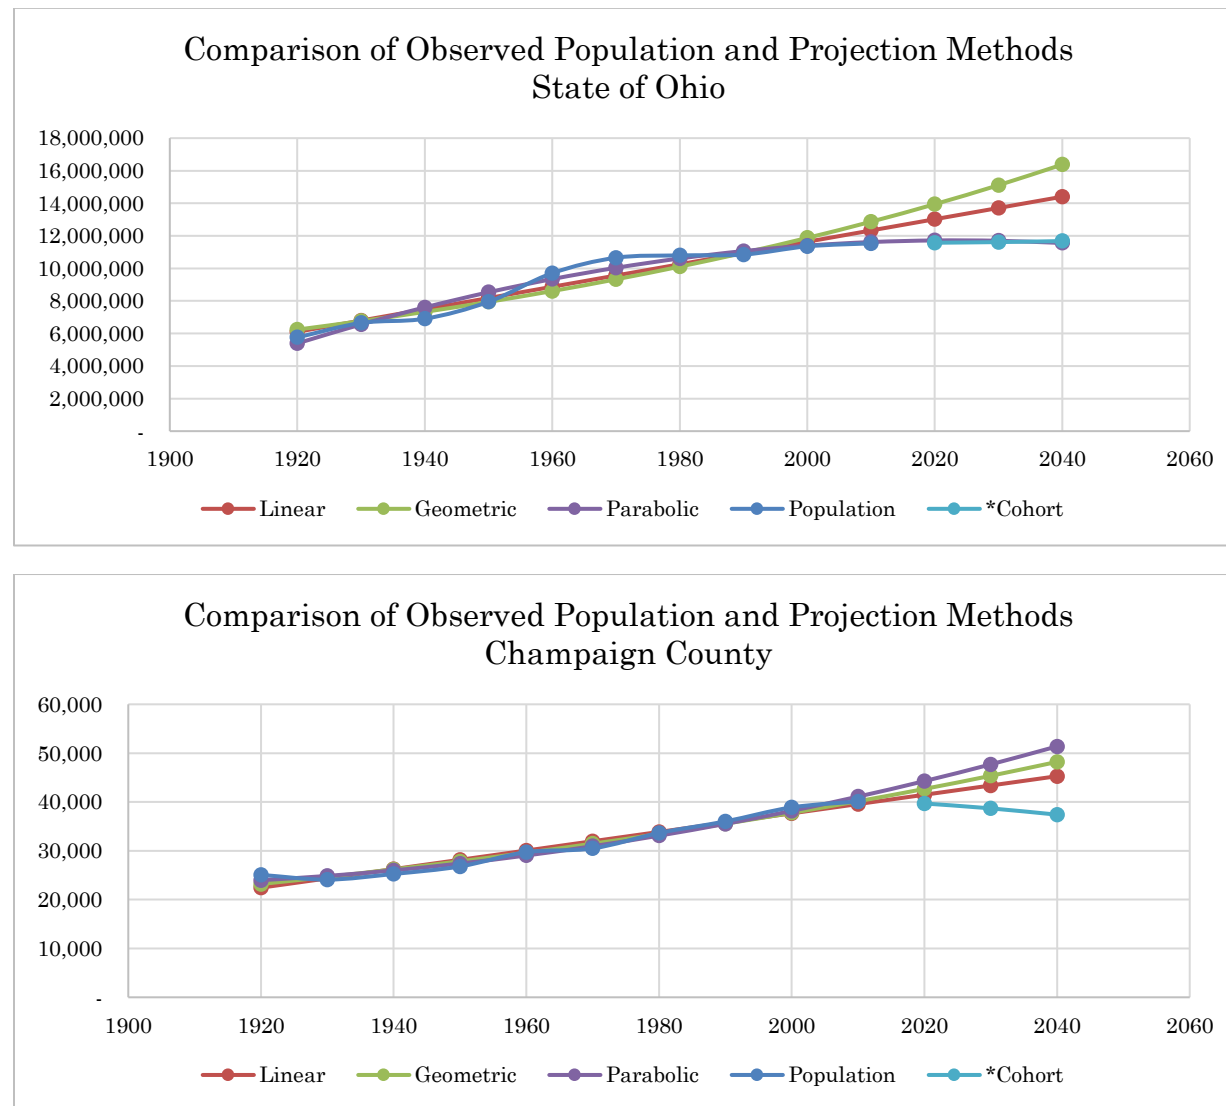 Comparison of Observed Population and Projection Methods
State of Ohio
18,000,000
16,000,000
14,000,000
12,000,000
10,000,000
8,000,000
6,000,000
4,000,000
2,000,000
-
1900 1920 1940 1960 1980 2000 2020 2040 2060
Linear Geometric Parabolic Population *Cohort
Comparison of Observed Population and Projection Methods
Champaign County
60,000
50,000
40,000
30,000
20,000
10,000
-
1900 1920 1940 1960 1980 2000 2020 2040 2060
Linear Geometric Parabolic Population *Cohort